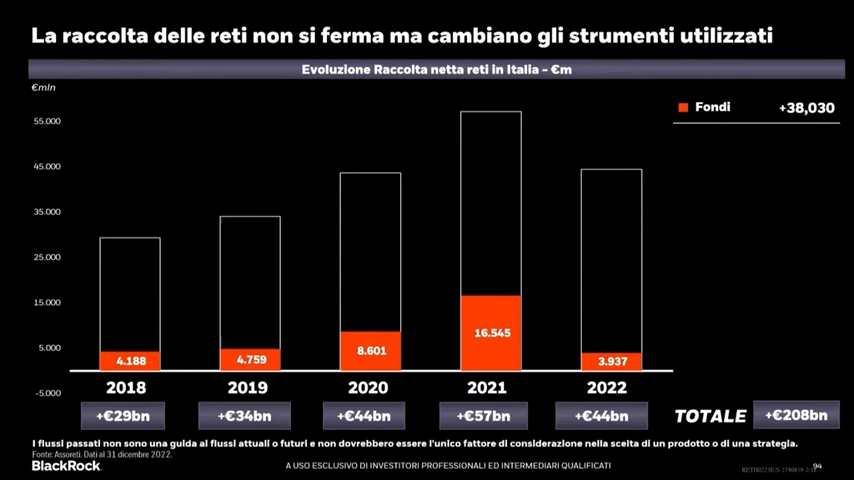 La raccolta delle reti non si ferma ma cambiano gli strumenti utilizzati
Evoluzione Raccolta netta reti in Italia - €m
€mln
55.000
45.000
35.000
25.000
15.000
5.000
-5.000
Fondi +38,030
4.188
4.759
8.601
16.545
3.937
2018 2019 2020 2021 2022
+€29bn +€34bn +€44bn +€57bn +€44bn TOTALE +€208bn
I flussi passati non sono una guida ai flussi attuali o futuri e non dovrebbero essere l'unico fattore di considerazione nella scelta di un prodotto o di una strategia.
Fonte: Assoreti. Dati al 31 dicembre 2022.
BlackRock. A USO ESCLUSIVO DI INVESTITORI PROFESSIONALI ED INTERMEDIARI QUALIFICATI 94